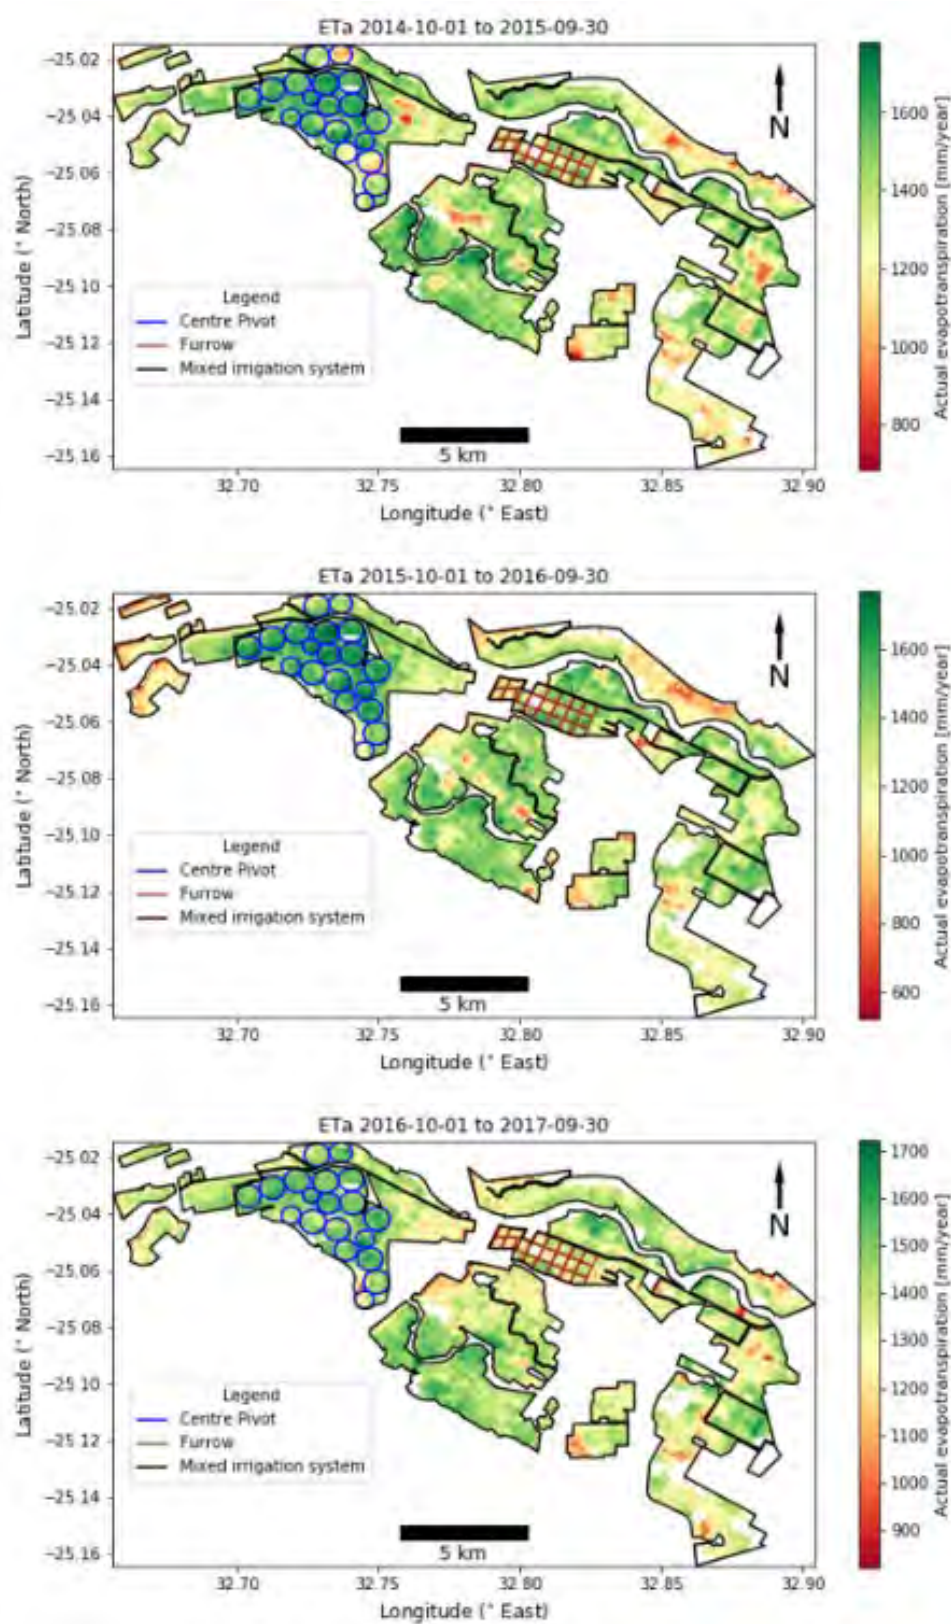 ETa 2014-10-01 to 2015-09-30
−25.02
−25.04
−25.06
−25.08
−25.10
−25.12
−25.14
−25.16
Latitude (° North)
N
Legend
Centre Pivot
Furrow
Mixed irrigation system
5 km
32.70 32.75 32.80 32.85 32.90
Longitude (° East)
1600
1400
1200
1000
800
Actual evapotranspiration [mm/year]
ETa 2015-10-01 to 2016-09-30
−25.02
−25.04
−25.06
−25.08
−25.10
−25.12
−25.14
−25.16
Latitude (° North)
N
Legend
Centre Pivot
Furrow
Mixed irrigation system
5 km
32.70 32.75 32.80 32.85 32.90
Longitude (° East)
1600
1400
1200
1000
800
600
Actual evapotranspiration [mm/year]
ETa 2016-10-01 to 2017-09-30
−25.02
−25.04
−25.06
−25.08
−25.10
−25.12
−25.14
−25.16
Latitude (° North)
N
Legend
Centre Pivot
Furrow
Mixed irrigation system
5 km
32.70 32.75 32.80 32.85 32.90
Longitude (° East)
1700
1600
1500
1400
1300
1200
1100
1000
900
Actual evapotranspiration [mm/year]